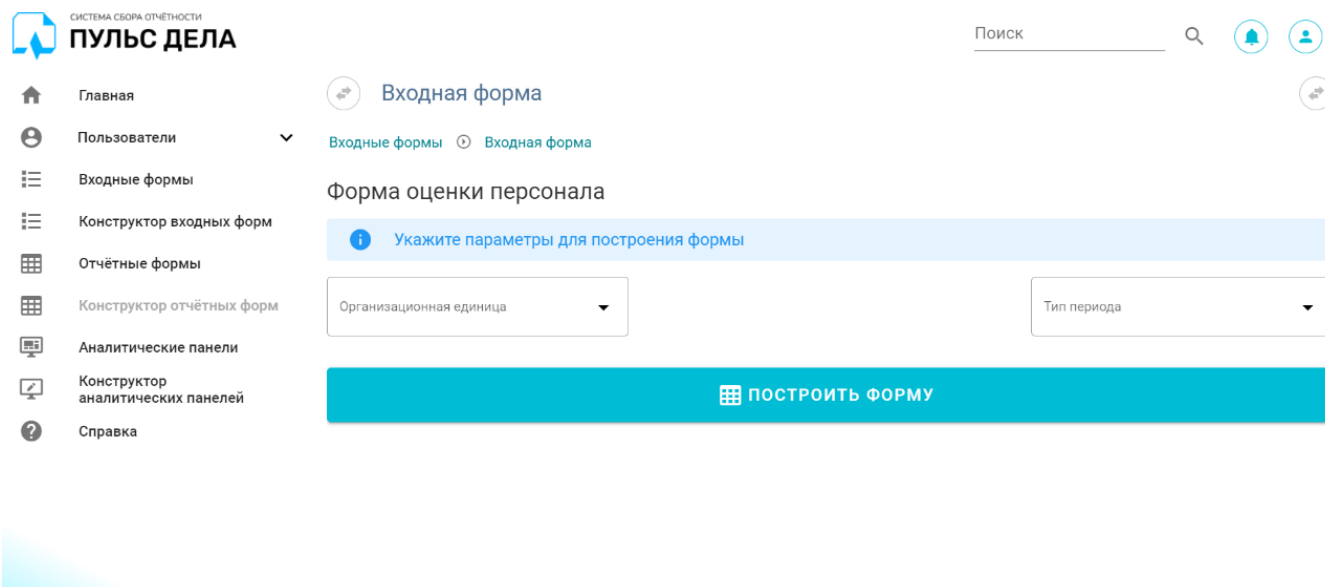 СИСТЕМА СБОРА ОТЧЁТНОСТИ
ПУЛЬС ДЕЛА
Поиск
Главная
Пользователи
Входные формы
Конструктор входных форм
Отчётные формы
Конструктор отчётных форм
Аналитические панели
Конструктор
аналитических панелей
Справка
Входная форма
Входные формы Входная форма
Форма оценки персонала
Укажите параметры для построения формы
Организационная единица
Тип периода
ПОСТРОИТЬ ФОРМУ